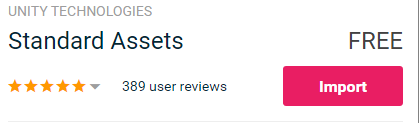 UNITY TECHNOLOGIES
Standard Assets FREE
389 user reviews Import